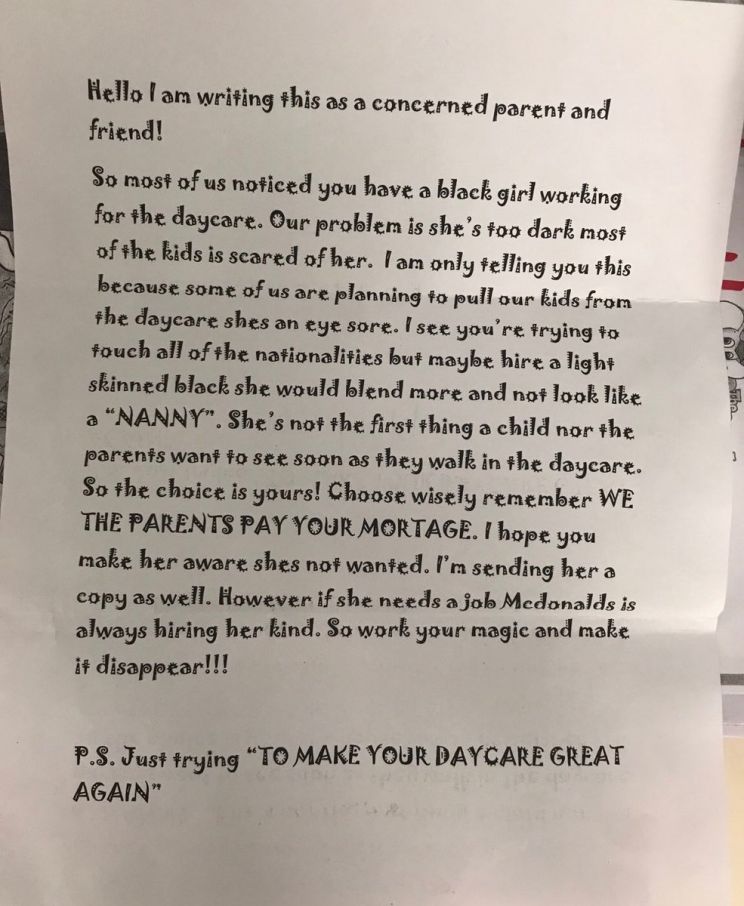 Hello I am writing this as a concerned parent and
friend!
So most of us noticed you have a black girl working
for the daycare. Our problem is she's too dark most
of the kids is scared of her. I am only telling you this
because some of us are planning to pull our kids from
the daycare shes an eye sore. I see you're trying to
touch all of the nationalities but maybe hire a light
skinned black she would blend more and not look like
a "NANNY". She's not the first thing a child nor the
parents want to see soon as they walk in the daycare.
So the choice is yours! Choose wisely remember WE
THE PARENTS PAY YOUR MORTAGE. I hope you
make her aware shes not wanted. I'm sending her a
copy as well. However if she needs a job Mcdonalds is
always hiring her kind. So work your magic and make
it disappear!!!
P.S. Just trying "TO MAKE YOUR DAYCARE GREAT
AGAIN"